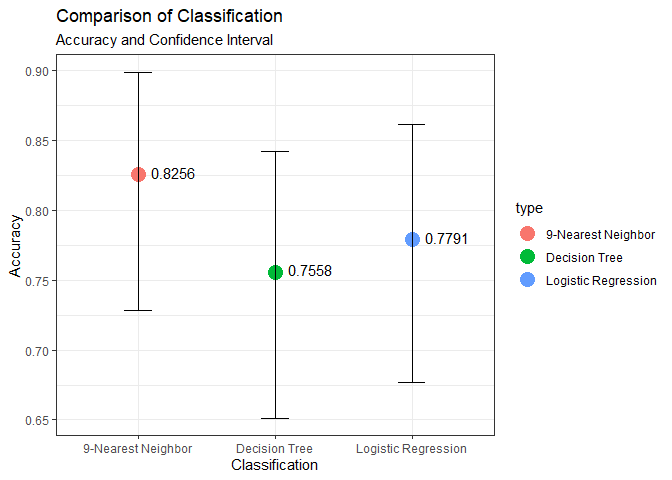 Comparison of Classification
Accuracy and Confidence Interval
Accuracy
0.90
0.85
0.80
0.75
0.70
0.65
0.8256
0.7558
0.7791
9-Nearest Neighbor
Decision Tree
Logistic Regression
Classification
type
9-Nearest Neighbor
Decision Tree
Logistic Regression